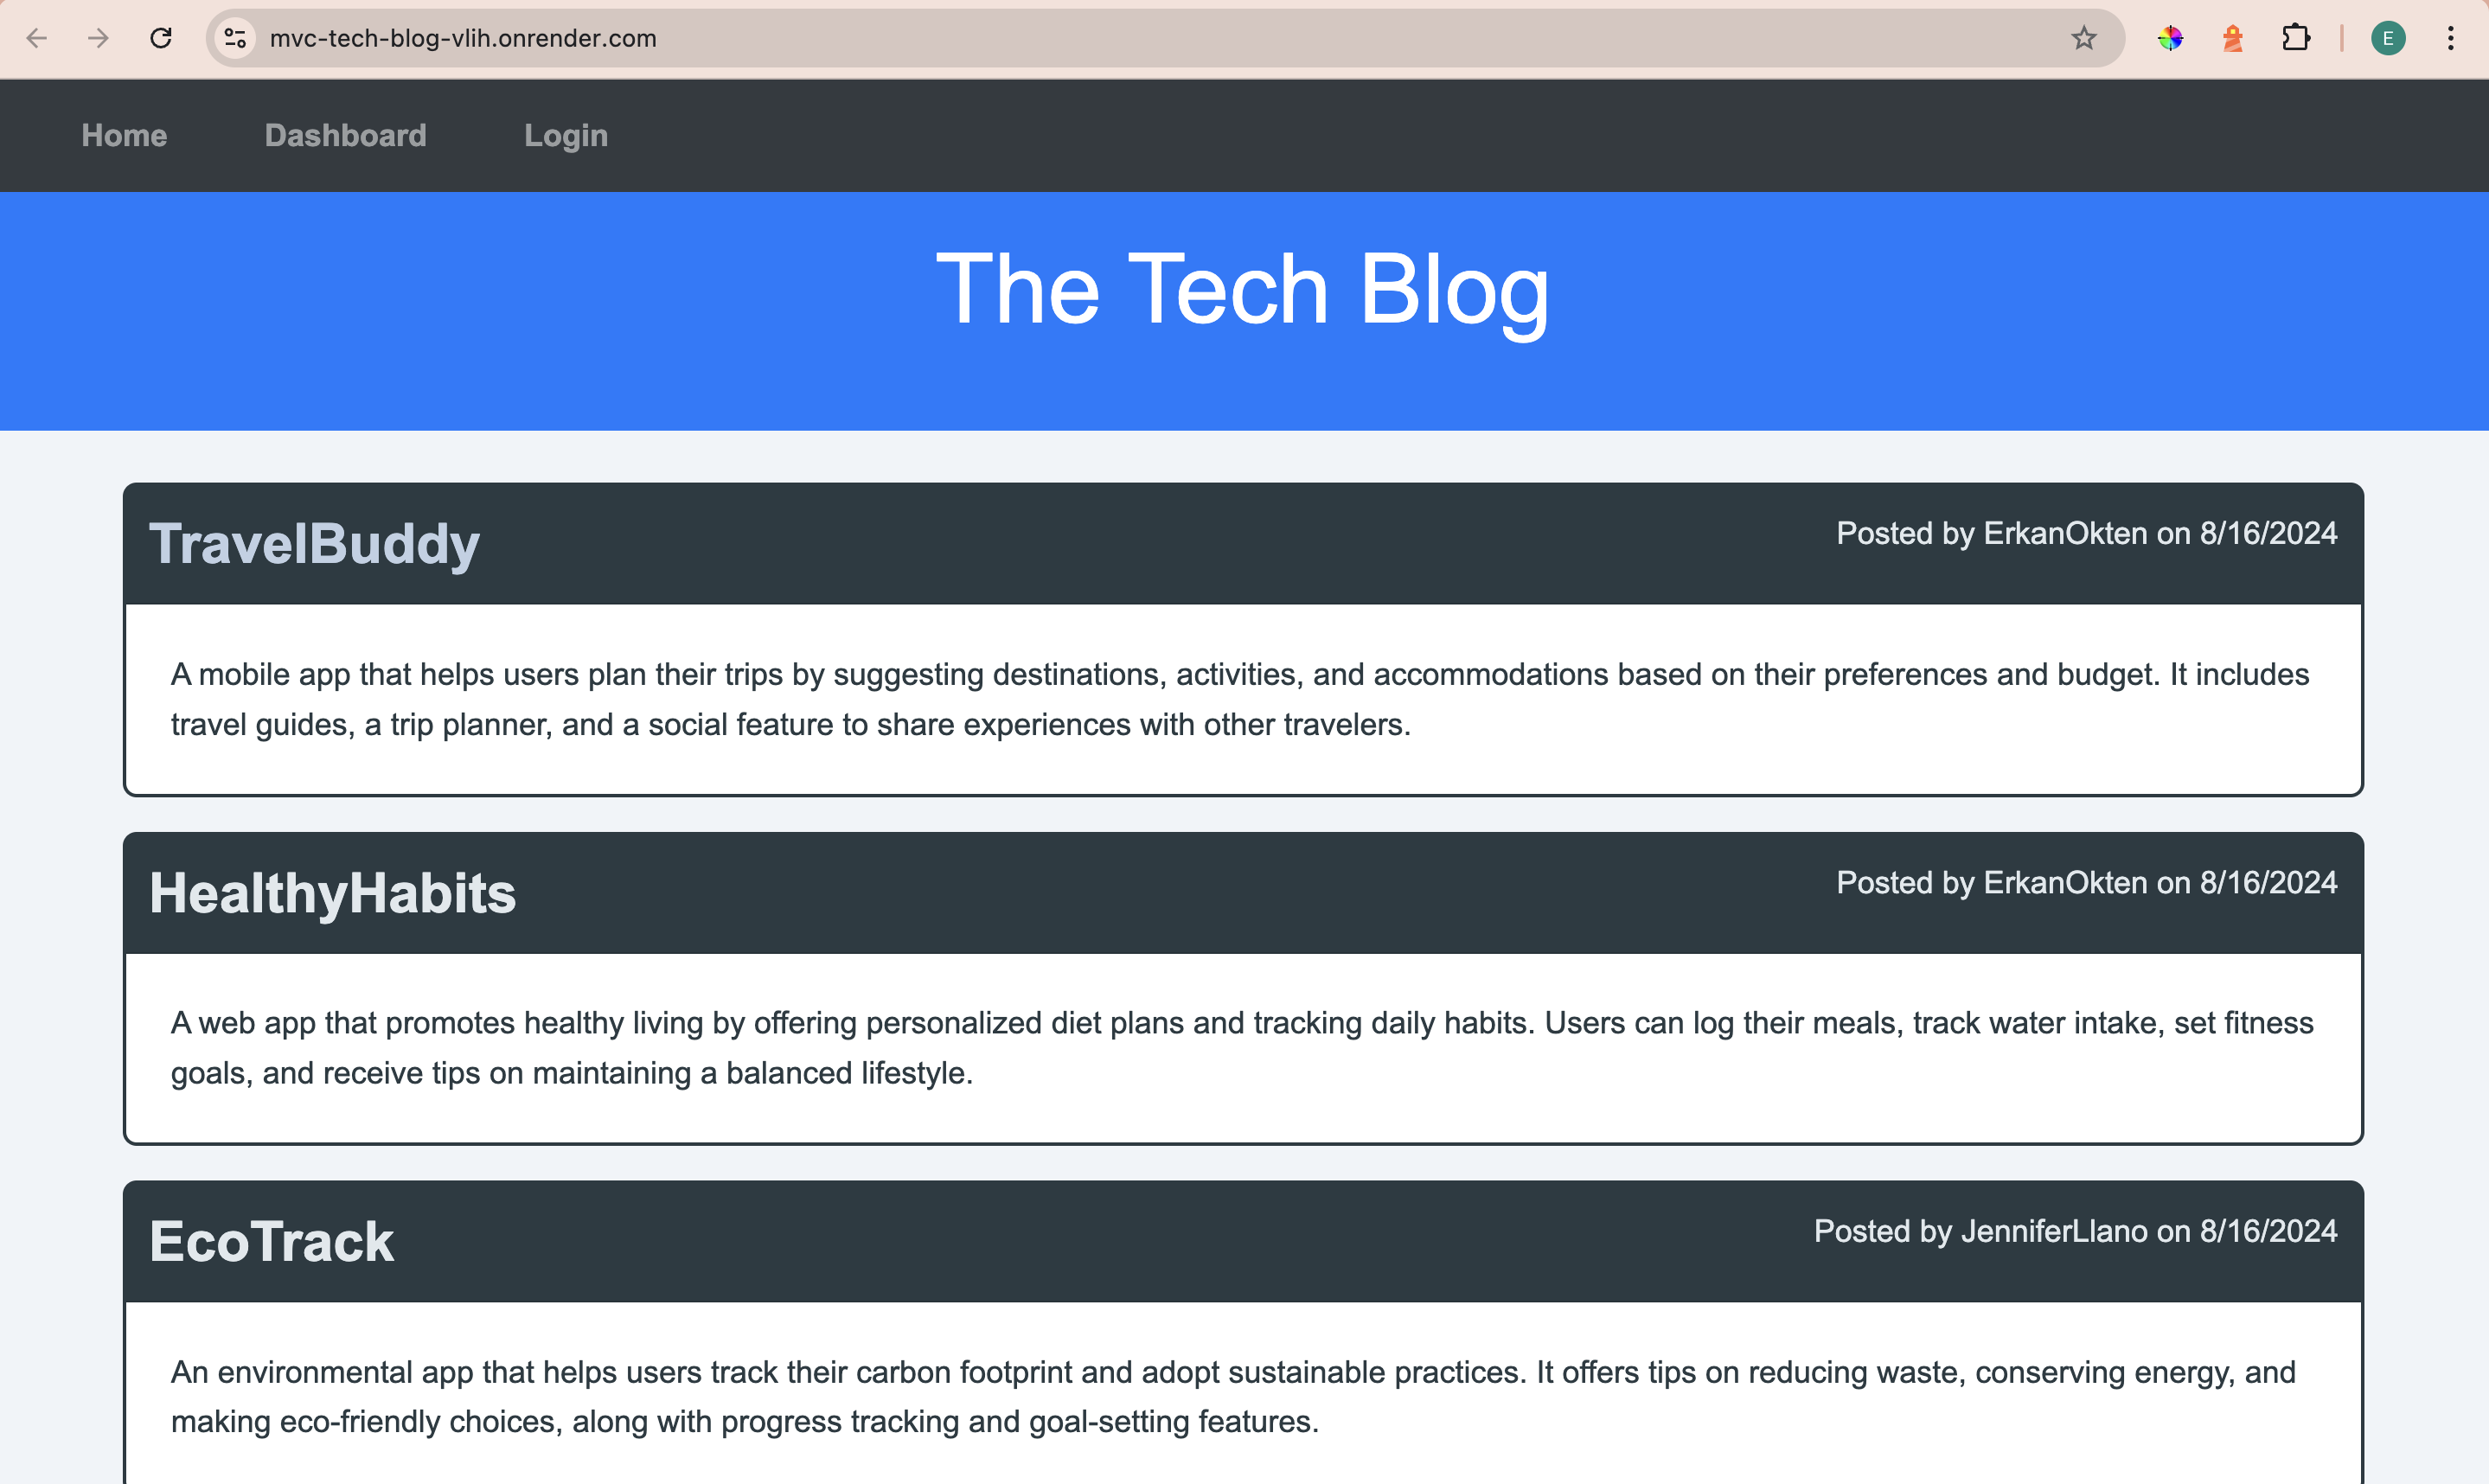 mvc-tech-blog-vlih.onrender.com
E
Home Dashboard Login
The Tech Blog
TravelBuddy
Posted by ErkanOkten on 8/16/2024
A mobile app that helps users plan their trips by suggesting destinations, activities, and accommodations based on their preferences and budget. It includes
travel guides, a trip planner, and a social feature to share experiences with other travelers.
HealthyHabits
Posted by ErkanOkten on 8/16/2024
A web app that promotes healthy living by offering personalized diet plans and tracking daily habits. Users can log their meals, track water intake, set fitness
goals, and receive tips on maintaining a balanced lifestyle.
EcoTrack
Posted by JenniferLlano on 8/16/2024
An environmental app that helps users track their carbon footprint and adopt sustainable practices. It offers tips on reducing waste, conserving energy, and
making eco-friendly choices, along with progress tracking and goal-setting features.